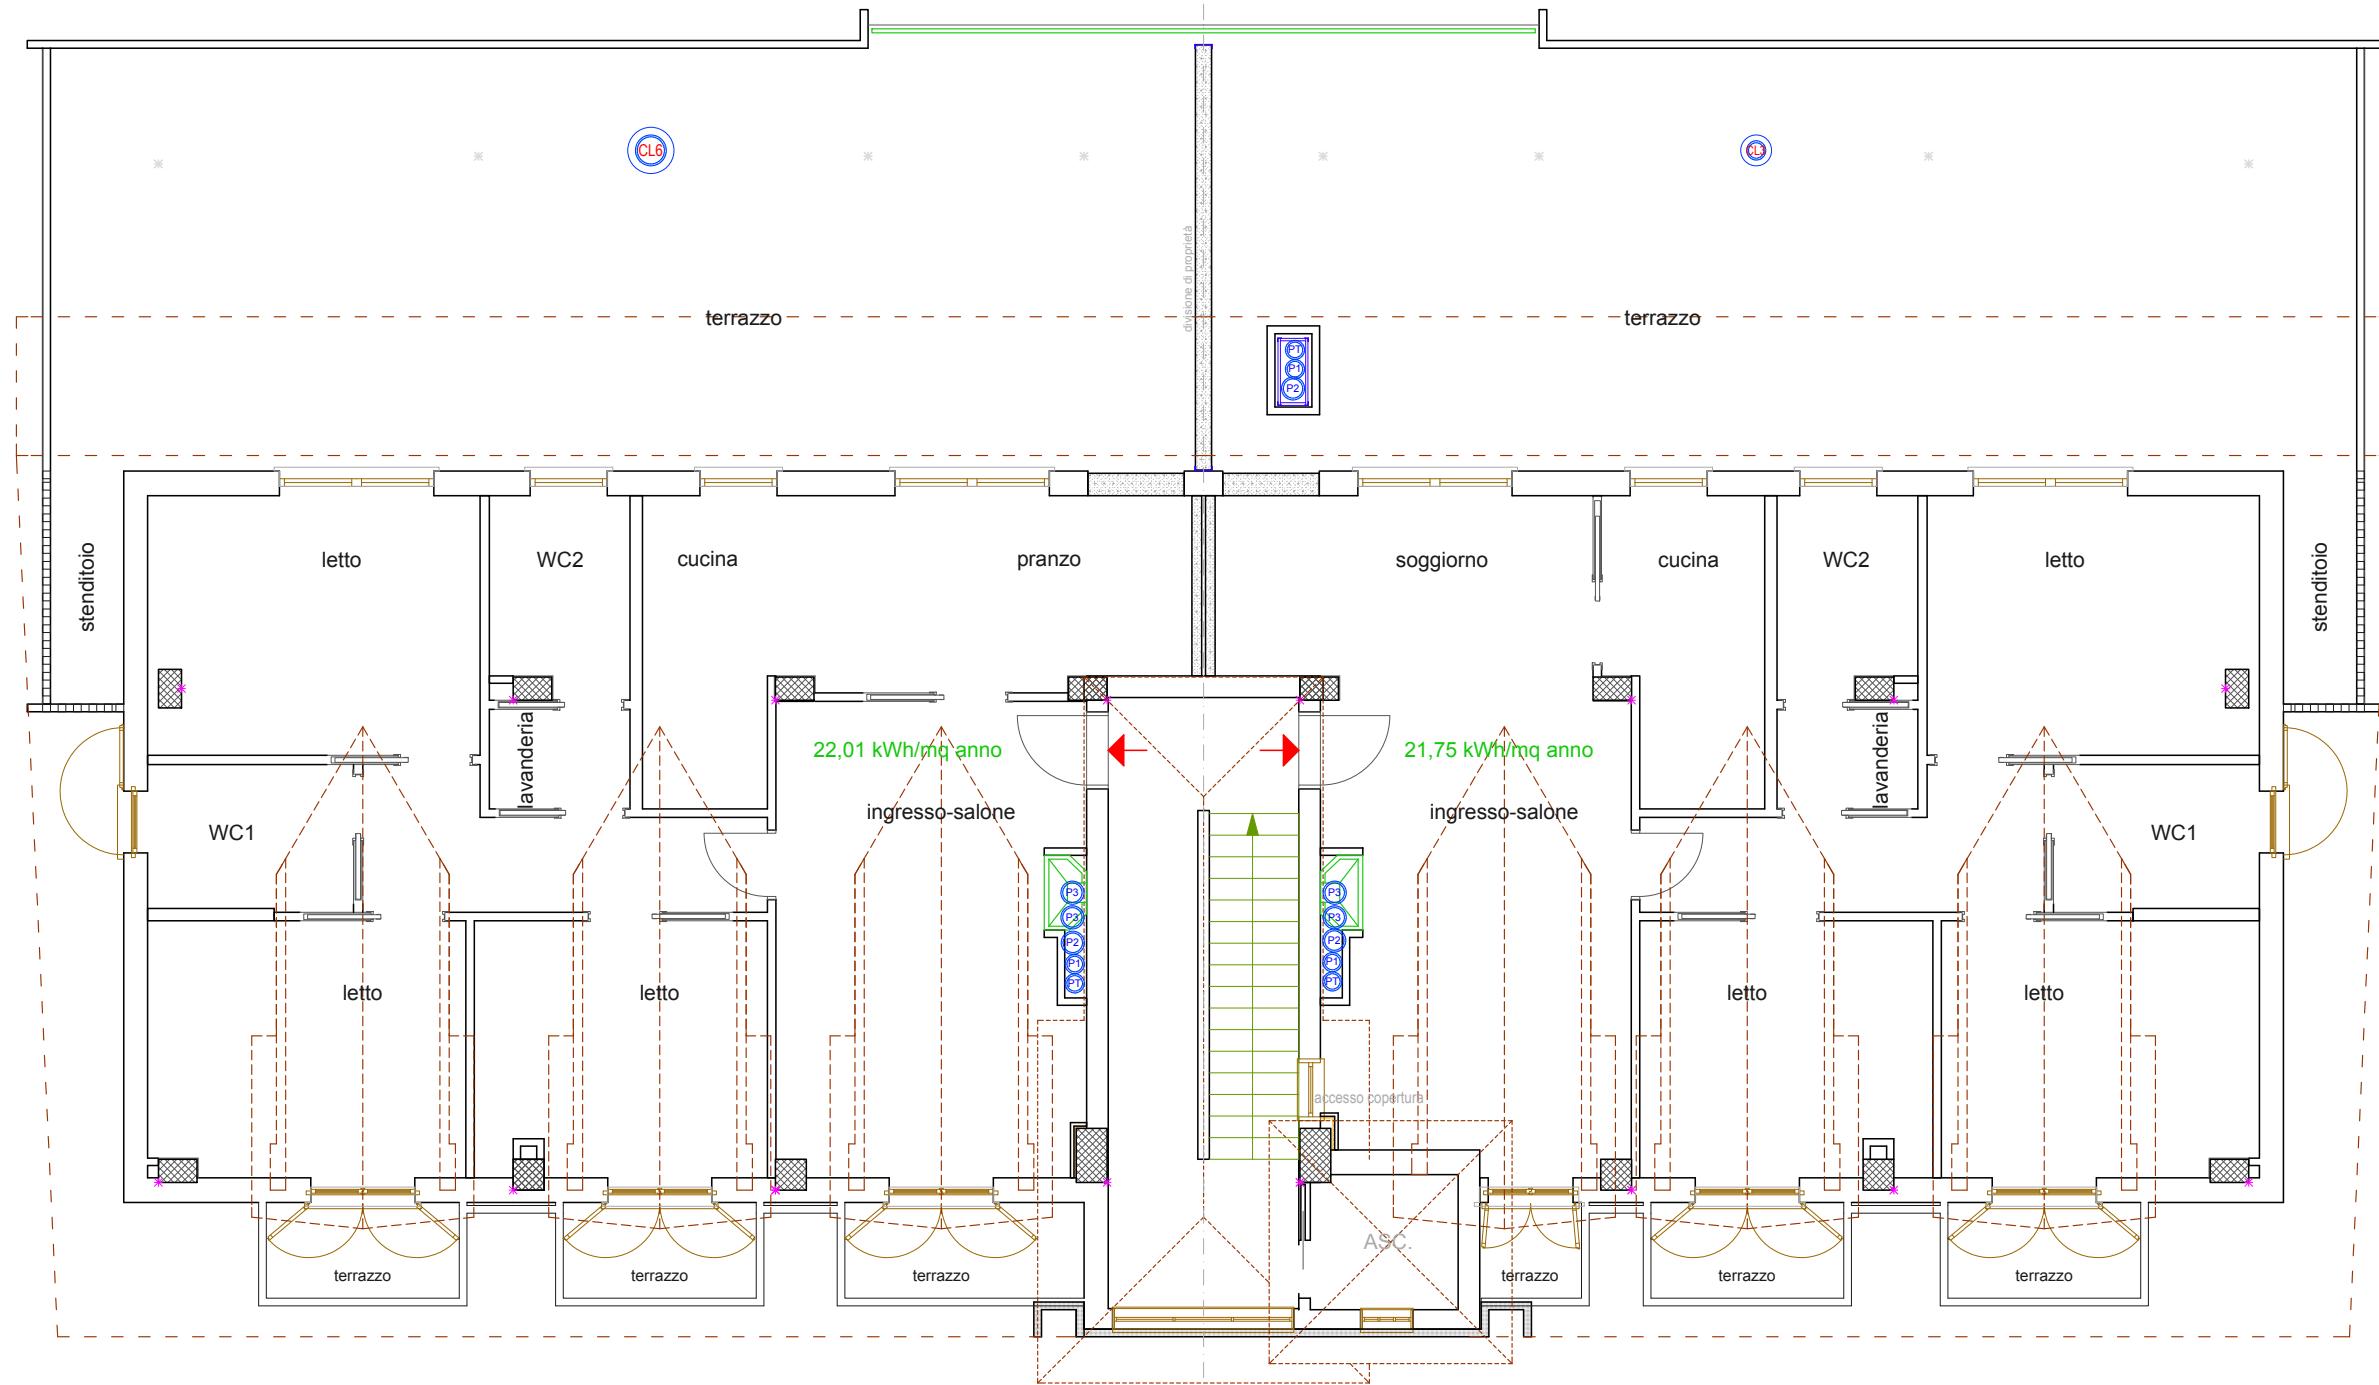 CL6
CL3
divisione di proprietà
terrazzo
terrazzo
PT
P1
P2
stenditoio
letto
WC2
cucina
pranzo
soggiorno
cucina
WC2
letto
stenditoio
lavanderia
22,01 kWh/mq anno
21,75 kWh/mq anno
lavanderia
WC1
ingresso-salone
ingresso-salone
WC1
P3
P3
P2
P1
PT
P3
P3
P2
P1
PT
letto
letto
letto
letto
accesso copertura
ASC.
terrazzo
terrazzo
terrazzo
terrazzo
terrazzo
terrazzo